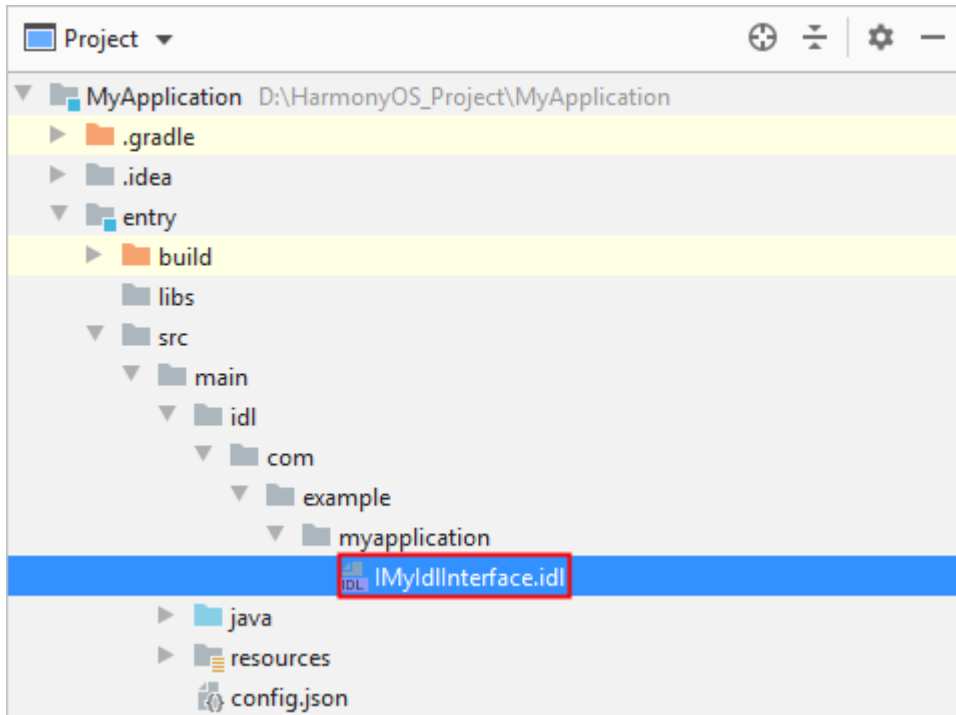 Project
MyApplication D:\HarmonyOS_Project\MyApplication
.gradle
.idea
entry
build
libs
src
main
idl
com
example
myapplication
IDL IMyIdlInterface.idl
java
resources
config.json